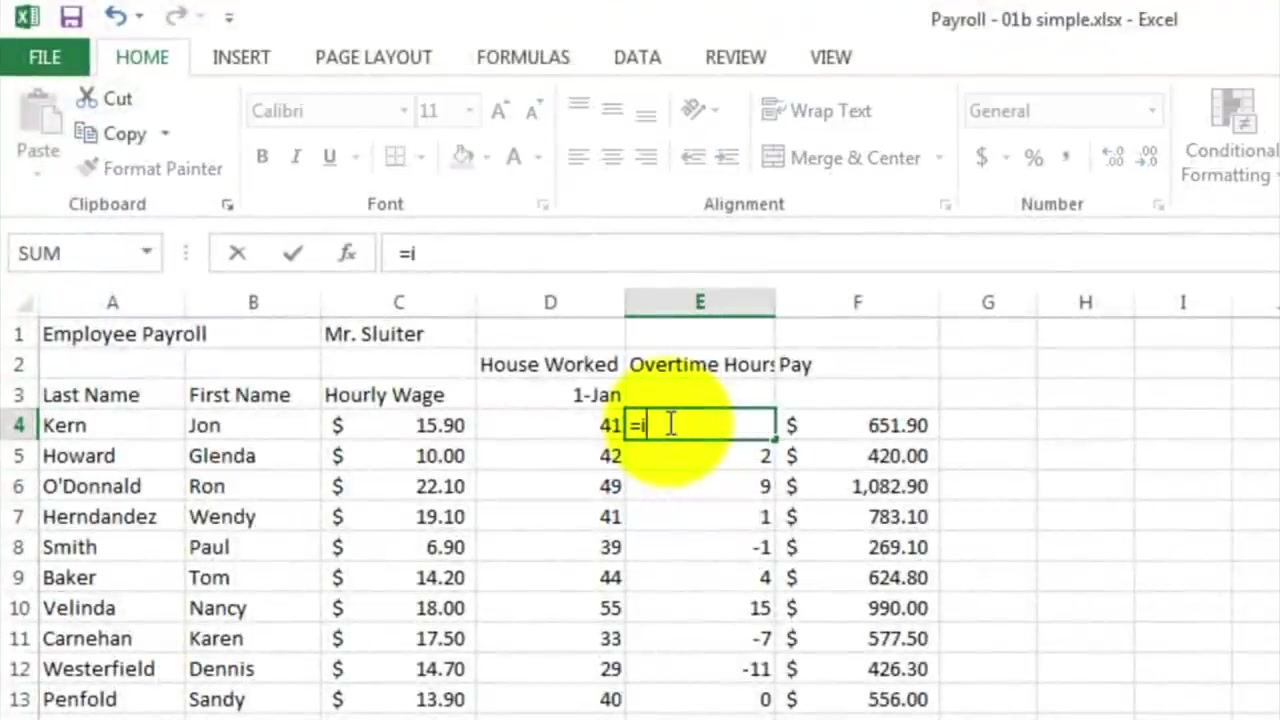 Payroll - 01b simple.xlsx - Excel
FILE HOME INSERT PAGE LAYOUT FORMULAS DATA REVIEW VIEW
Paste
Cut
Copy
Format Painter
Clipboard
Calibri 11 A A
B I U A
Font
Wrap Text
Merge & Center
Alignment
General
$ % , .00
Number
Conditional
Formatting
SUM fx =i
A B C D E F G H I
1 Employee Payroll Mr. Sluiter
2 House Worked Overtime Hours Pay
3 Last Name First Name Hourly Wage 1-Jan
4 Kern Jon $ 15.90 41 =i $ 651.90
5 Howard Glenda $ 10.00 42 2 $ 420.00
6 O'Donnald Ron $ 22.10 49 9 $ 1,082.90
7 Herndandez Wendy $ 19.10 41 1 $ 783.10
8 Smith Paul $ 6.90 39 -1 $ 269.10
9 Baker Tom $ 14.20 44 4 $ 624.80
10 Velinda Nancy $ 18.00 55 15 $ 990.00
11 Carnehan Karen $ 17.50 33 -7 $ 577.50
12 Westerfield Dennis $ 14.70 29 -11 $ 426.30
13 Penfold Sandy $ 13.90 40 0 $ 556.00